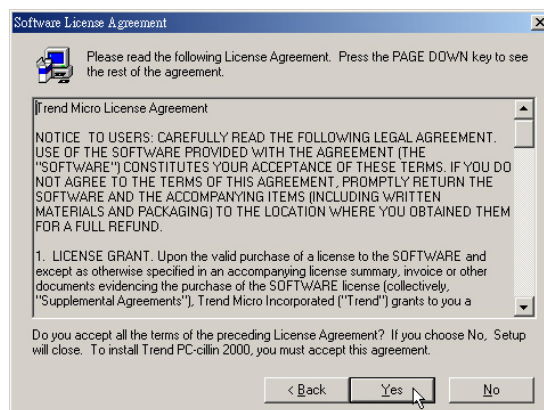 Software License Agreement
Please read the following License Agreement. Press the PAGE DOWN key to see
the rest of the agreement.
Trend Micro License Agreement
NOTICE TO USERS: CAREFULLY READ THE FOLLOWING LEGAL AGREEMENT.
USE OF THE SOFTWARE PROVIDED WITH THE AGREEMENT (THE
"SOFTWARE") CONSTITUTES YOUR ACCEPTANCE OF THESE TERMS. IF YOU DO
NOT AGREE TO THE TERMS OF THIS AGREEMENT, PROMPTLY RETURN THE
SOFTWARE AND THE ACCOMPANYING ITEMS (INCLUDING WRITTEN
MATERIALS AND PACKAGING) TO THE LOCATION WHERE YOU OBTAINED THEM
FOR A FULL REFUND.
1. LICENSE GRANT. Upon the valid purchase of a license to the SOFTWARE and
except as otherwise specified in an accompanying license summary, invoice or other
documents evidencing the purchase of the SOFTWARE license (collectively,
"Supplemental Agreements"), Trend Micro Incorporated ("Trend") grants to you a
Do you accept all the terms of the preceding License Agreement? If you choose No, Setup
will close. To install Trend PC-cillin 2000, you must accept this agreement.
< Back Yes No